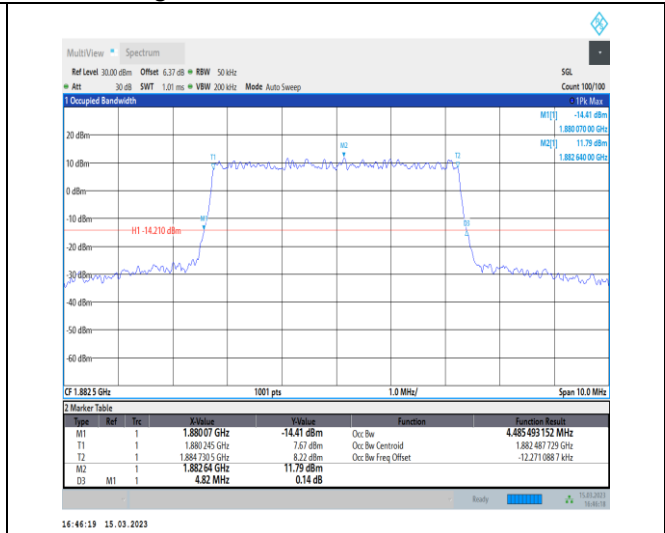 MultiView Spectrum
Ref Level 30.00 dBm Offset 6.37 dB RBW 50 kHz SGL
Att 30 dB SWT 1.01 ms VBW 200 kHz Mode Auto Sweep Count 100/100
1 Occupied Bandwidth 1Pk Max
M1[1] -14.41 dBm
1.880 070 00 GHz
M2[1] 11.79 dBm
1.882 640 00 GHz
20 dBm
M2
T1
T2
10 dBm
0 dBm
-10 dBm
M1
D3
H1 -14.210 dBm
-20 dBm
-30 dBm
-40 dBm
-50 dBm
-60 dBm
CF 1.882 5 GHz 1001 pts 1.0 MHz/ Span 10.0 MHz
2 Marker Table
Type Ref Trc X-Value Y-Value Function Function Result
M1 1 1.880 07 GHz -14.41 dBm Occ Bw 4.485 493 152 MHz
T1 1 1.880 245 GHz 7.67 dBm Occ Bw Centroid 1.882 487 729 GHz
T2 1 1.884 730 5 GHz 8.22 dBm Occ Bw Freq Offset -12.271 088 7 kHz
M2 1 1.882 64 GHz 11.79 dBm
D3 M1 1 4.82 MHz 0.14 dB
Ready 15.03.2023
16:46:18
16:46:19 15.03.2023